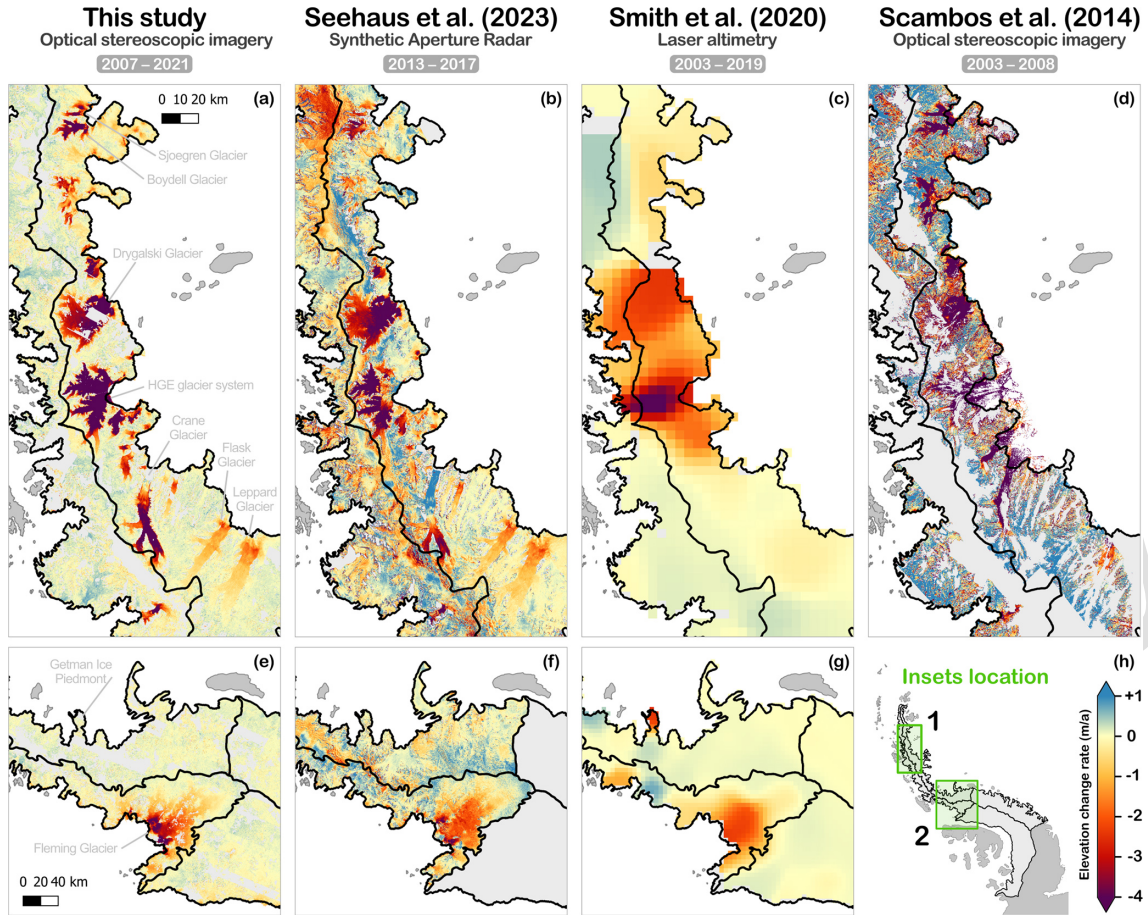 This study
Optical stereoscopic imagery
2007 – 2021
Seehaus et al. (2023)
Synthetic Aperture Radar
2013 – 2017
Smith et al. (2020)
Laser altimetry
2003 – 2019
Scambos et al. (2014)
Optical stereoscopic imagery
2003 – 2008
0 10 20 km
(a)
Sjoegren Glacier
Boydell Glacier
Drygalski Glacier
HGE glacier system
Crane
Glacier
Flask
Glacier
Leppard
Glacier
(b)
(c)
(d)
Getman Ice
Piedmont
(e)
Fleming Glacier
0 20 40 km
(f)
(g)
Insets location
(h)
1
2
Elevation change rate (m/a)
+1
0
-1
-2
-3
-4